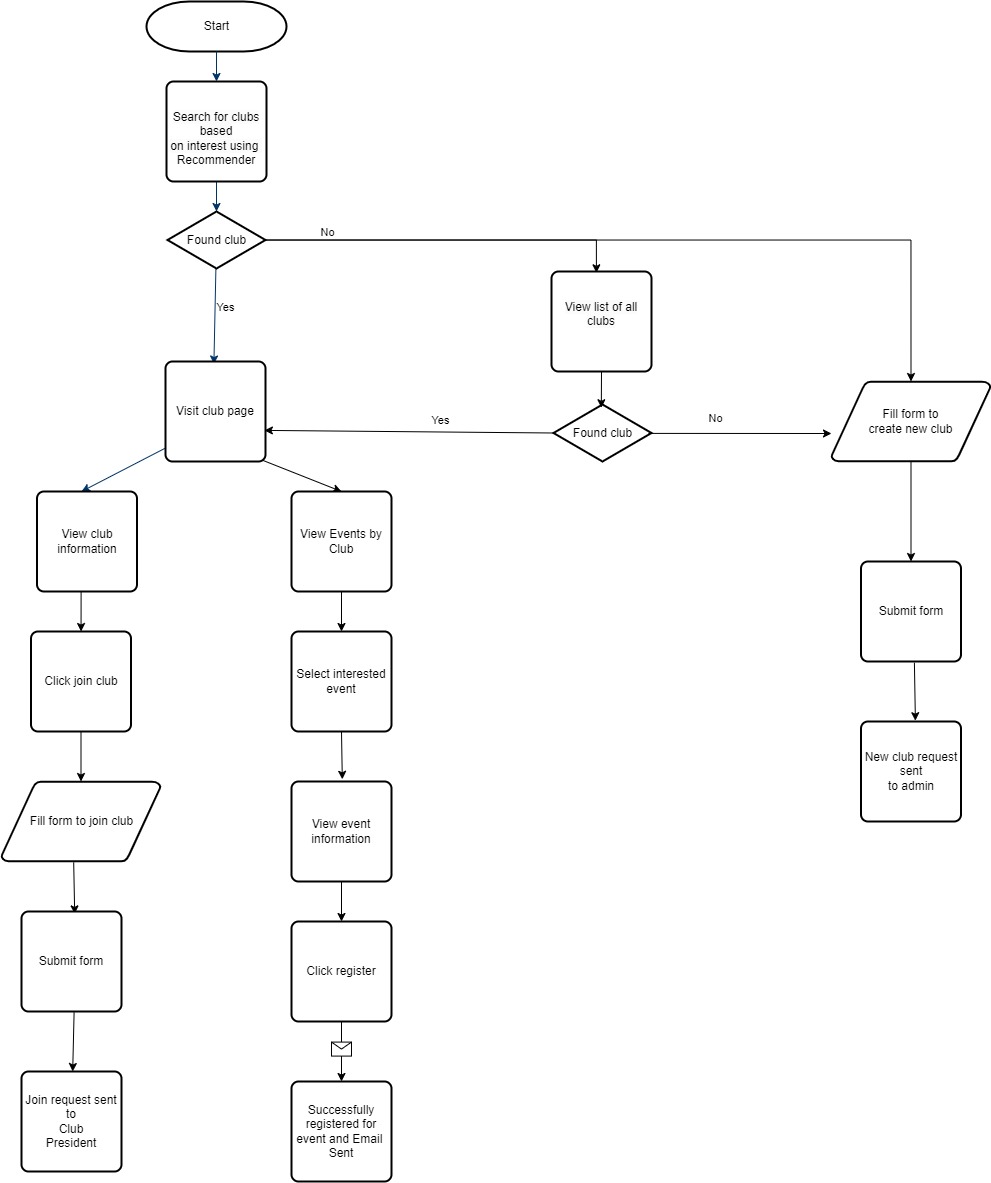 Start
Search for clubs
based
on interest using
Recommender
Found club
No
Yes
View list of all
clubs
Visit club page
Yes
Found club
No
Fill form to
create new club
View club
information
View Events by
Club
Submit form
Click join club
Select interested
event
New club request
sent
to admin
Fill form to join club
View event
information
Submit form
Click register
Join request sent
to
Club
President
Successfully
registered for
event and Email
Sent